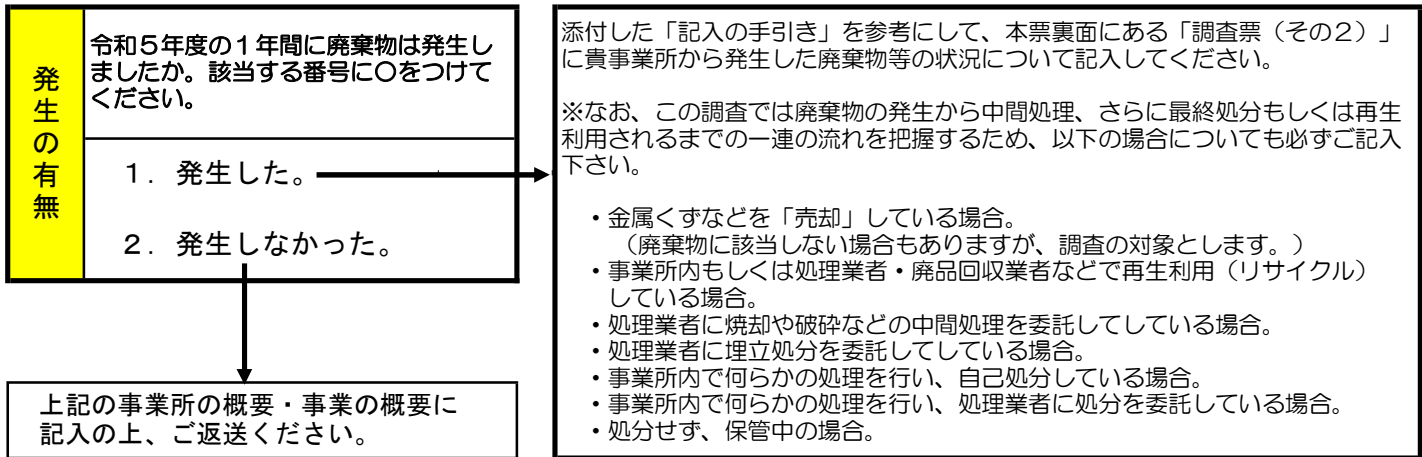 発生の有無
令和５年度の１年間に廃棄物は発生し
ましたか。該当する番号に〇をつけて
ください。
１．発生した。
２．発生しなかった。
上記の事業所の概要・事業の概要に
記入の上、ご返送ください。
添付した「記入の手引き」を参考にして、本票裏面にある「調査票（その２）」
に貴事業所から発生した廃棄物等の状況について記入してください。
※なお、この調査では廃棄物の発生から中間処理、さらに最終処分もしくは再生
利用されるまでの一連の流れを把握するため、以下の場合についても必ずご記入
下さい。
・金属くずなどを「売却」している場合。
（廃棄物に該当しない場合もありますが、調査の対象とします。）
・事業所内もしくは処理業者・廃品回収業者などで再生利用（リサイクル）
している場合。
・処理業者に焼却や破砕などの中間処理を委託してしている場合。
・処理業者に埋立処分を委託してしている場合。
・事業所内で何らかの処理を行い、自己処分している場合。
・事業所内で何らかの処理を行い、処理業者に処分を委託している場合。
・処分せず、保管中の場合。